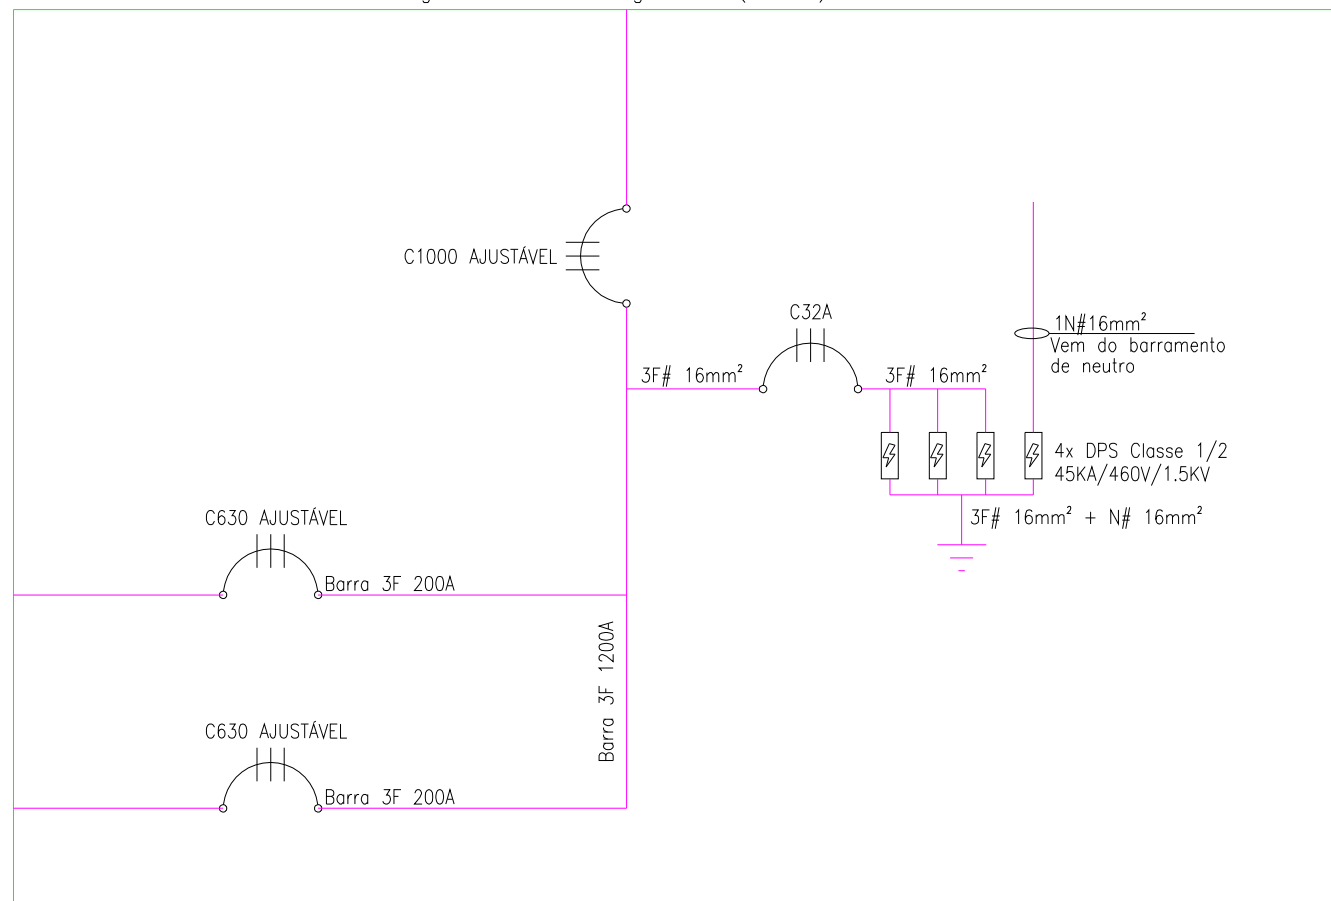 C1000 AJUSTÁVEL
C32A
1N#16mm²
Vem do barramento
de neutro
3F# 16mm²
3F# 16mm²
4x DPS Classe 1/2
45KA/460V/1.5KV
3F# 16mm² + N# 16mm²
C630 AJUSTÁVEL
Barra 3F 200A
Barra 3F 1200A
C630 AJUSTÁVEL
Barra 3F 200A